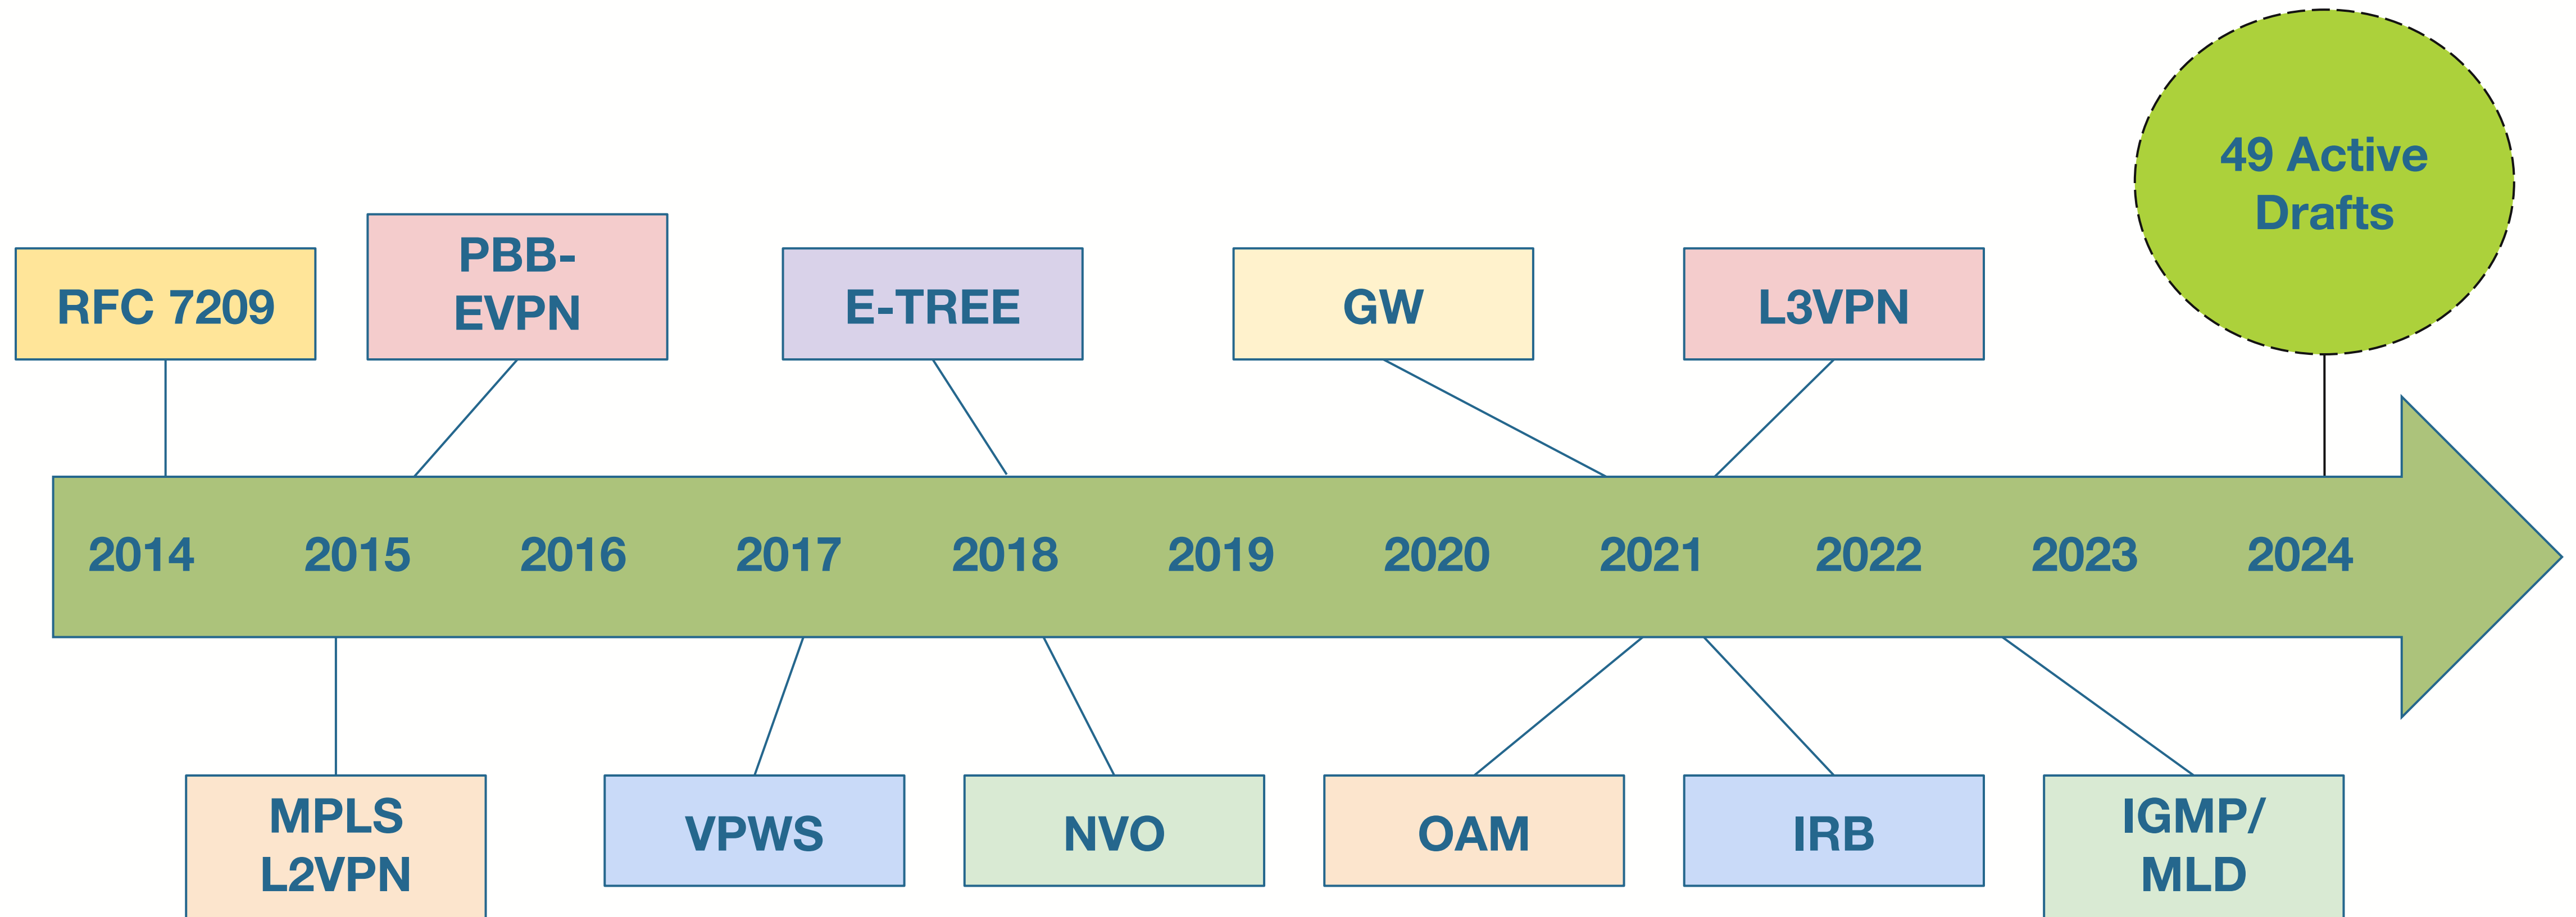 49 Active
Drafts
RFC 7209
PBB-
EVPN
E-TREE
GW
L3VPN
2014
2015
2016
2017
2018
2019
2020
2021
2022
2023
2024
MPLS
L2VPN
VPWS
NVO
OAM
IRB
IGMP/
MLD